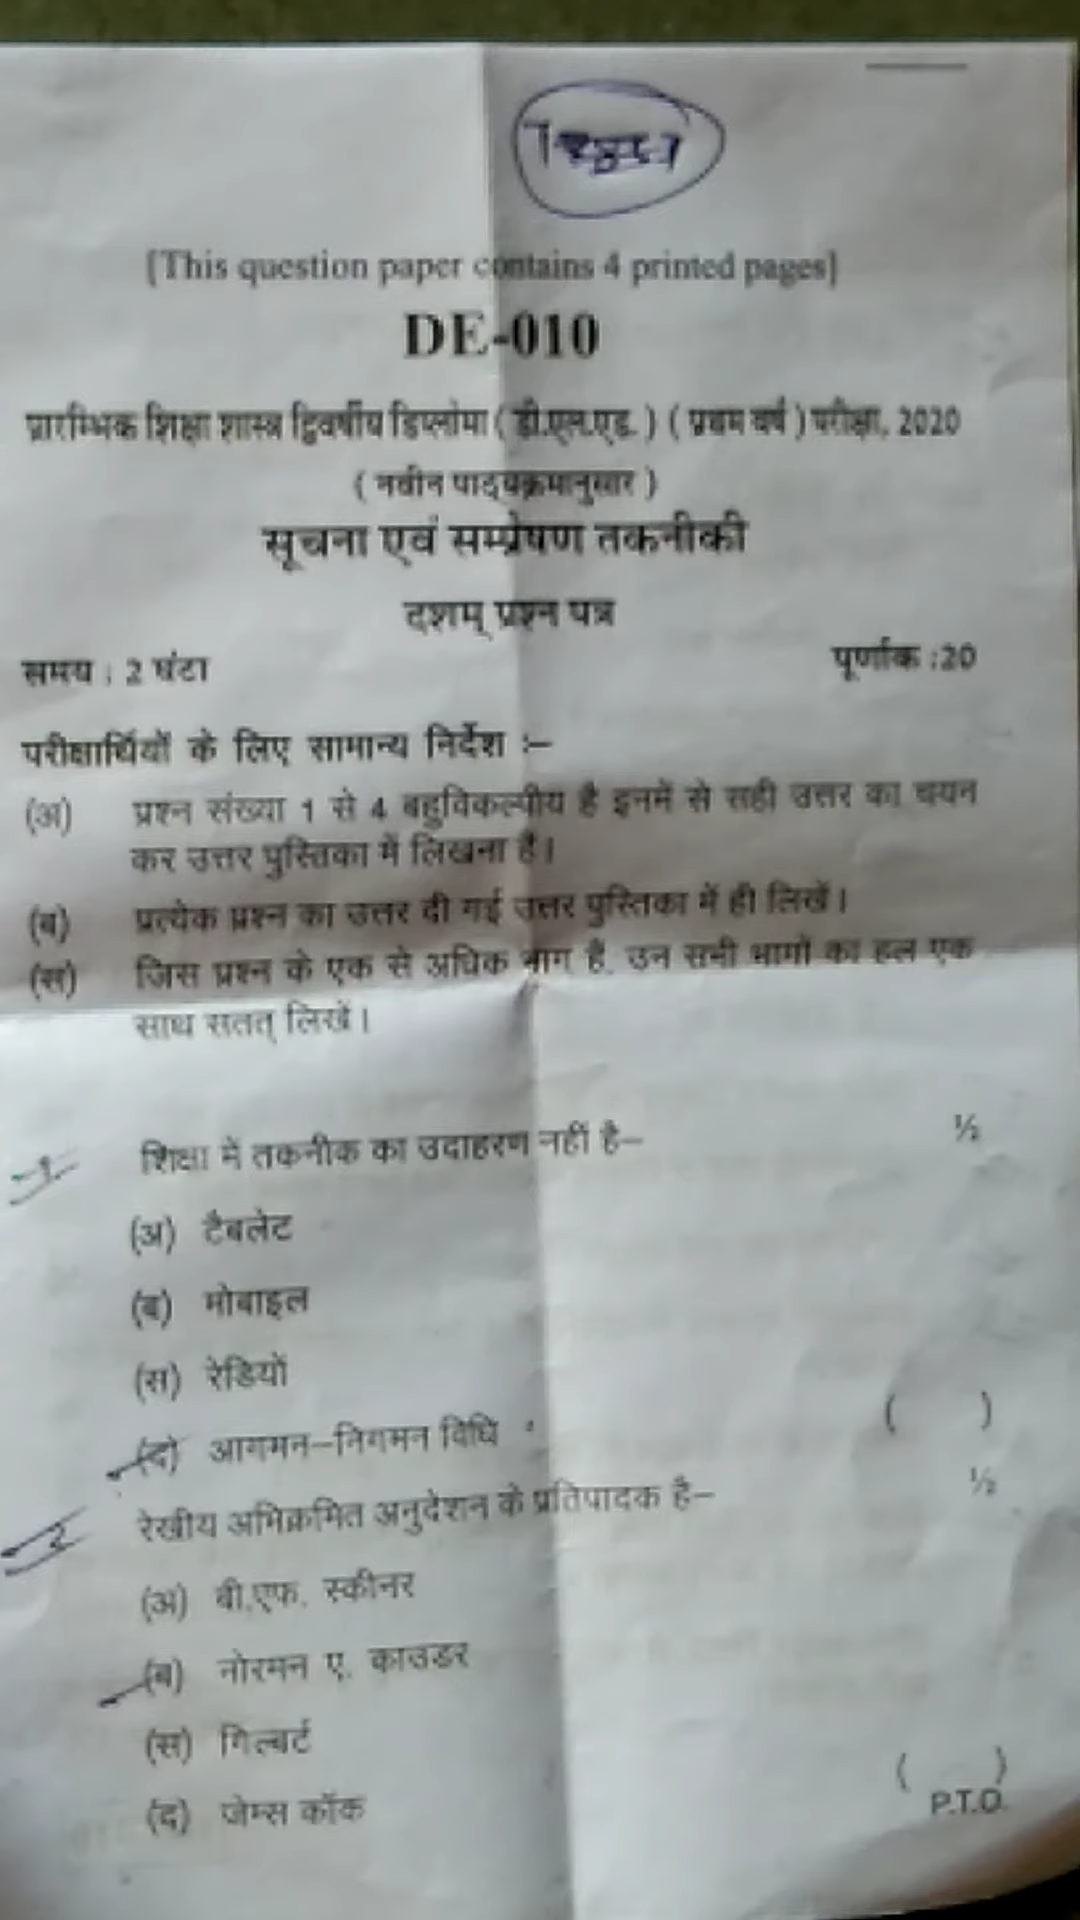 [This question paper contains 4 printed pages]
DE-010
प्रारम्भिक शिक्षा शास्त्र द्विवर्षीय डिप्लोमा ( डी.एल.एड. ) ( प्रथम वर्ष ) परीक्षा, 2020
( नवीन पाठ्यक्रमानुसार )
सूचना एवं सम्प्रेषण तकनीकी
दशम् प्रश्न पत्र
समय : 2 घंटा पूर्णांक :20
परीक्षार्थियों के लिए सामान्य निर्देश :–
(अ) प्रश्न संख्या 1 से 4 बहुविकल्पीय है इनमें से सही उत्तर का चयन
कर उत्तर पुस्तिका में लिखना है।
(ब) प्रत्येक प्रश्न का उत्तर दी गई उत्तर पुस्तिका में ही लिखें।
(स) जिस प्रश्न के एक से अधिक भाग हैं, उन सभी भागों का हल एक
साथ सतत् लिखें।
1 शिक्षा में तकनीक का उदाहरण नहीं है– ½
(अ) टैबलेट
(ब) मोबाइल
(स) रेडियों
(द) आगमन–निगमन विधि ( )
2 रेखीय अभिक्रमित अनुदेशन के प्रतिपादक है– ½
(अ) बी.एफ. स्कीनर
(ब) नोरमन ए. काउडर
(स) गिल्बर्ट
(द) जेम्स कॉक ( )
P.T.O.